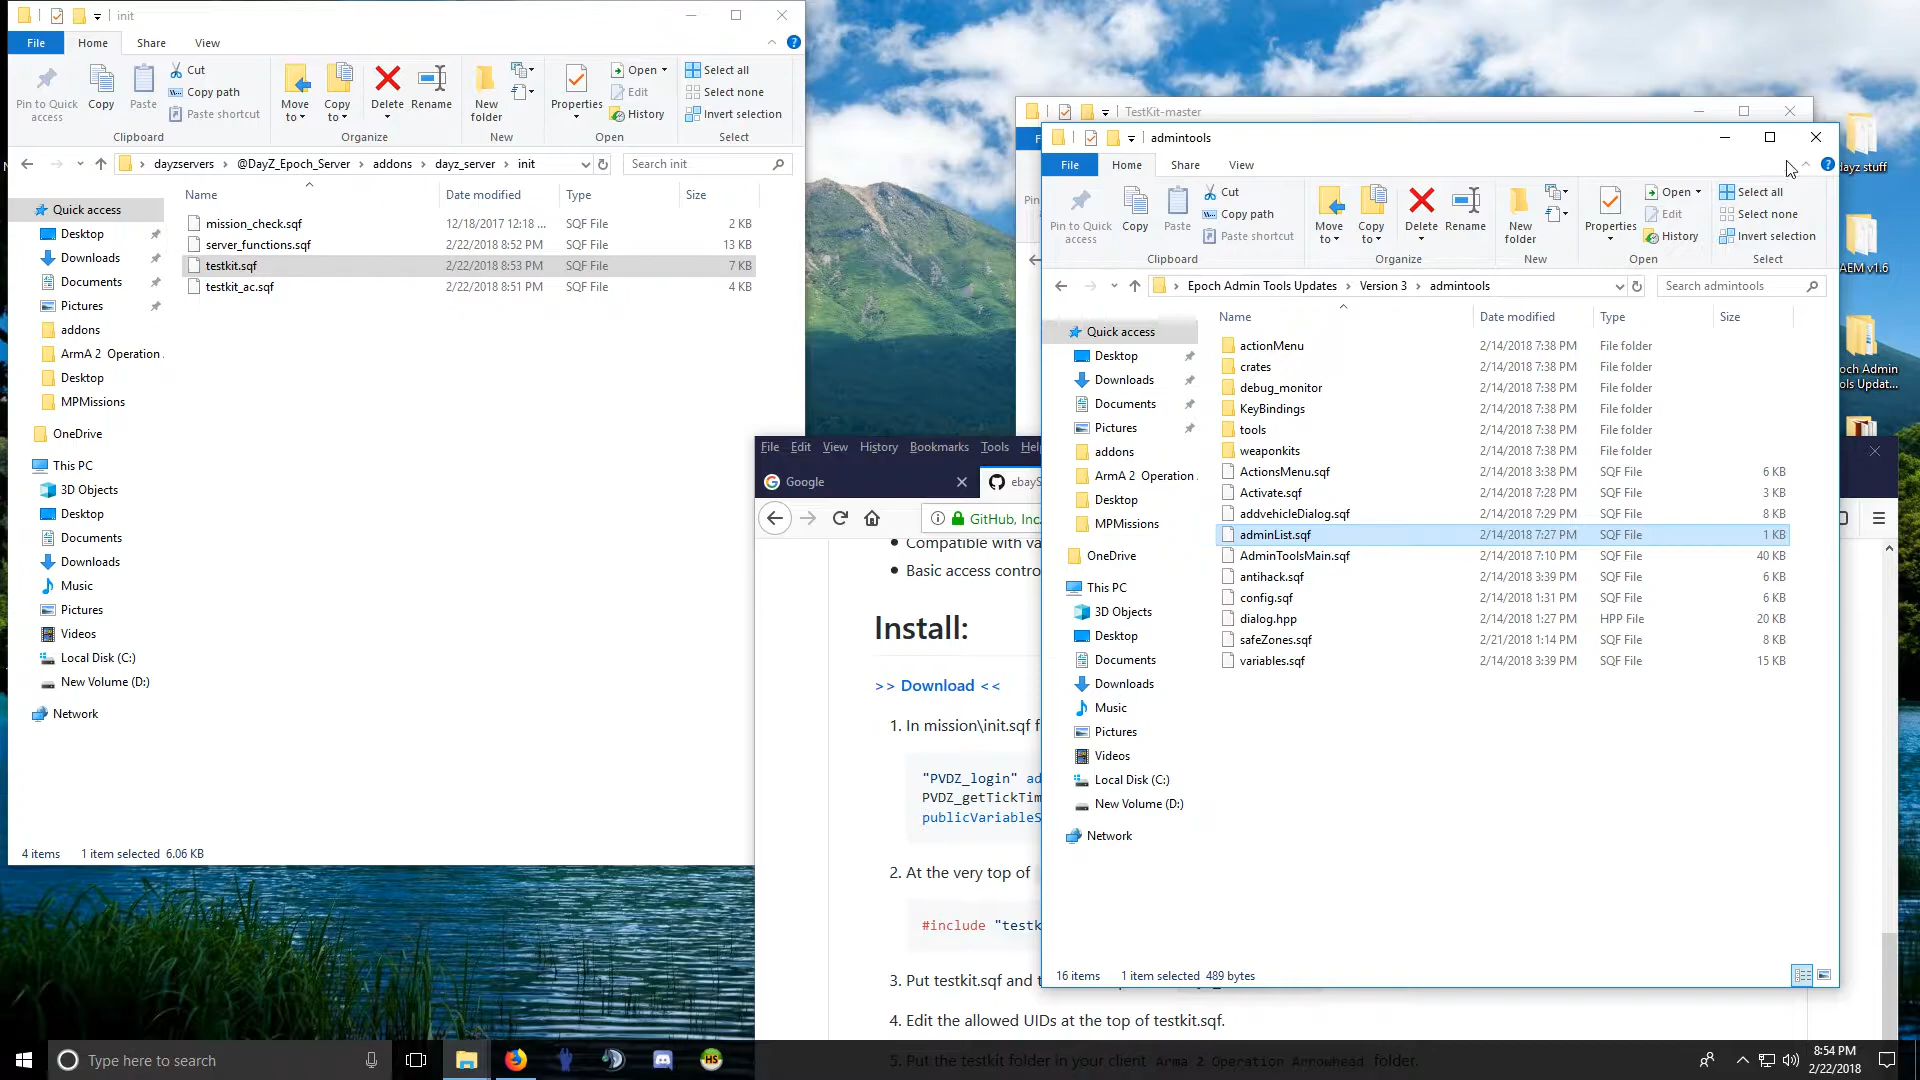 init
File
Home
Share
View
Pin to Quick access
Copy
Paste
Cut
Copy path
Paste shortcut
Clipboard
Move to
Copy to
Delete
Rename
Organize
New folder
New
Properties
Open
Edit
History
Open
Select all
Select none
Invert selection
Select
dayzservers
@DayZ_Epoch_Server
addons
dayz_server
init
Search init
Name
Date modified
Type
Size
mission_check.sqf 12/18/2017 12:18 ... SQF File 2 KB
server_functions.sqf 2/22/2018 8:52 PM SQF File 13 KB
testkit.sqf 2/22/2018 8:53 PM SQF File 7 KB
testkit_ac.sqf 2/22/2018 8:51 PM SQF File 4 KB
Quick access
Desktop
Downloads
Documents
Pictures
addons
ArmA 2 Operation
Desktop
MPMissions
OneDrive
This PC
3D Objects
Desktop
Documents
Downloads
Music
Pictures
Videos
Local Disk (C:)
New Volume (D:)
Network
4 items 1 item selected 6.06 KB
TestKit-master
admintools
File
Home
Share
View
Pin to Quick access
Copy
Paste
Cut
Copy path
Paste shortcut
Clipboard
Move to
Copy to
Delete
Rename
Organize
New folder
New
Properties
Open
Edit
History
Open
Select all
Select none
Invert selection
Select
Epoch Admin Tools Updates
Version 3
admintools
Search admintools
Name
Date modified
Type
Size
actionMenu 2/14/2018 7:38 PM File folder
crates 2/14/2018 7:38 PM File folder
debug_monitor 2/14/2018 7:38 PM File folder
KeyBindings 2/14/2018 7:38 PM File folder
tools 2/14/2018 7:38 PM File folder
weaponkits 2/14/2018 7:38 PM File folder
ActionsMenu.sqf 2/14/2018 3:38 PM SQF File 6 KB
Activate.sqf 2/14/2018 7:28 PM SQF File 3 KB
addvehicleDialog.sqf 2/14/2018 7:29 PM SQF File 8 KB
adminList.sqf 2/14/2018 7:27 PM SQF File 1 KB
AdminToolsMain.sqf 2/14/2018 7:10 PM SQF File 40 KB
antihack.sqf 2/14/2018 3:39 PM SQF File 6 KB
config.sqf 2/14/2018 1:31 PM SQF File 6 KB
dialog.hpp 2/14/2018 1:27 PM HPP File 20 KB
safeZones.sqf 2/21/2018 1:14 PM SQF File 8 KB
variables.sqf 2/14/2018 3:39 PM SQF File 15 KB
Quick access
Desktop
Downloads
Documents
Pictures
addons
ArmA 2 Operation
Desktop
MPMissions
OneDrive
This PC
3D Objects
Desktop
Documents
Downloads
Music
Pictures
Videos
Local Disk (C:)
New Volume (D:)
Network
16 items 1 item selected 489 bytes
File Edit View History Bookmarks Tools Hel
Google
ebayS
GitHub, Inc.
Compatible with va
Basic access contro
Install:
>> Download <<
1. In mission\init.sqf f
"PVDZ_login" ad
PVDZ_getTickTim
publicVariableS
2. At the very top of
#include "testk
3. Put testkit.sqf and t
4. Edit the allowed UIDs at the top of testkit.sqf.
5. Put the testkit folder in your client Arma 2 Operation Arrowhead folder.
dayz stuff
AEM v1.6
och Admin
ols Updat...
Type here to search
HS
8:54 PM
2/22/2018